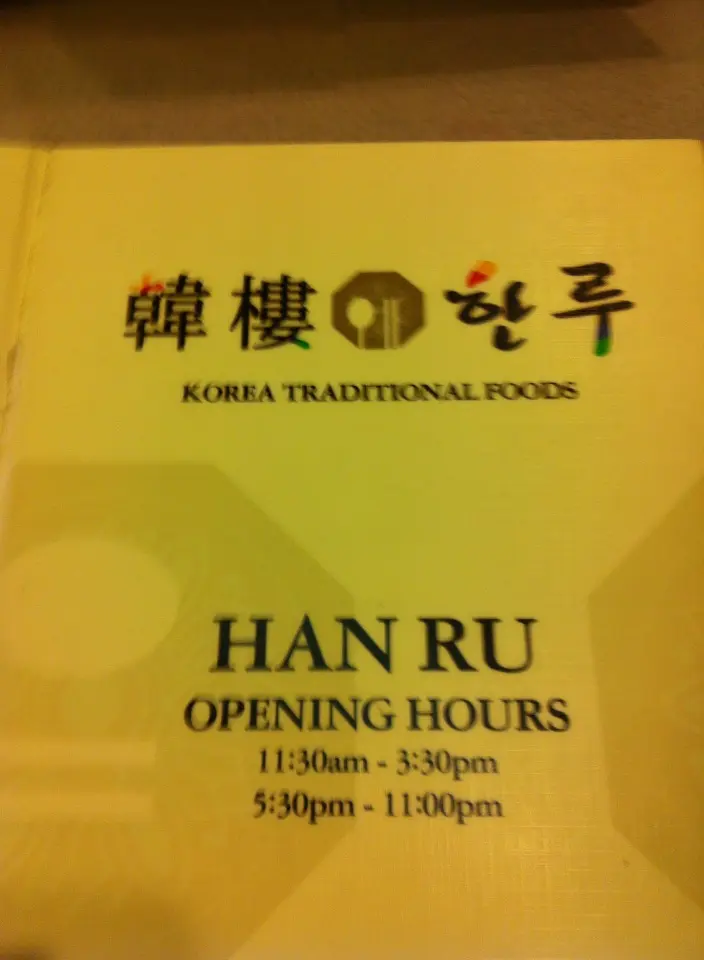 韓樓 한루
KOREA TRADITIONAL FOODS
HAN RU
OPENING HOURS
11:30am - 3:30pm
5:30pm - 11:00pm